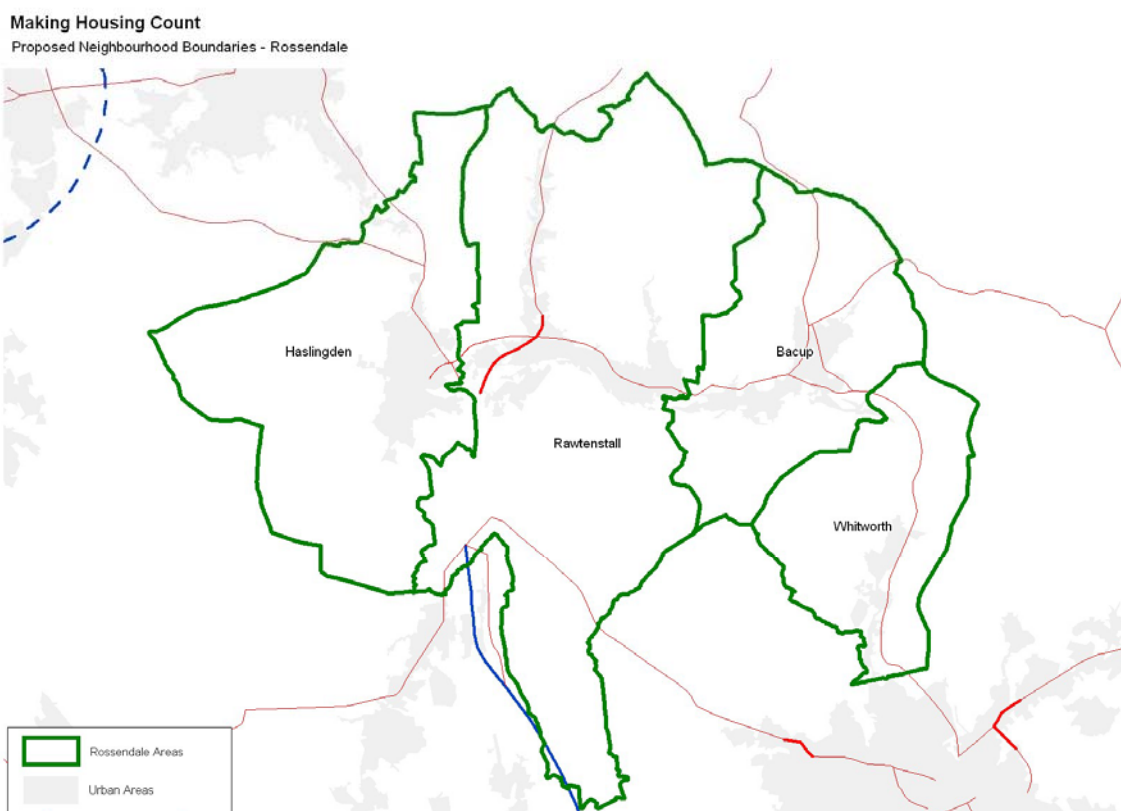 Making Housing Count
Proposed Neighbourhood Boundaries - Rossendale
Haslingden
Bacup
Rawtenstall
Whitworth
Rossendale Areas
Urban Areas